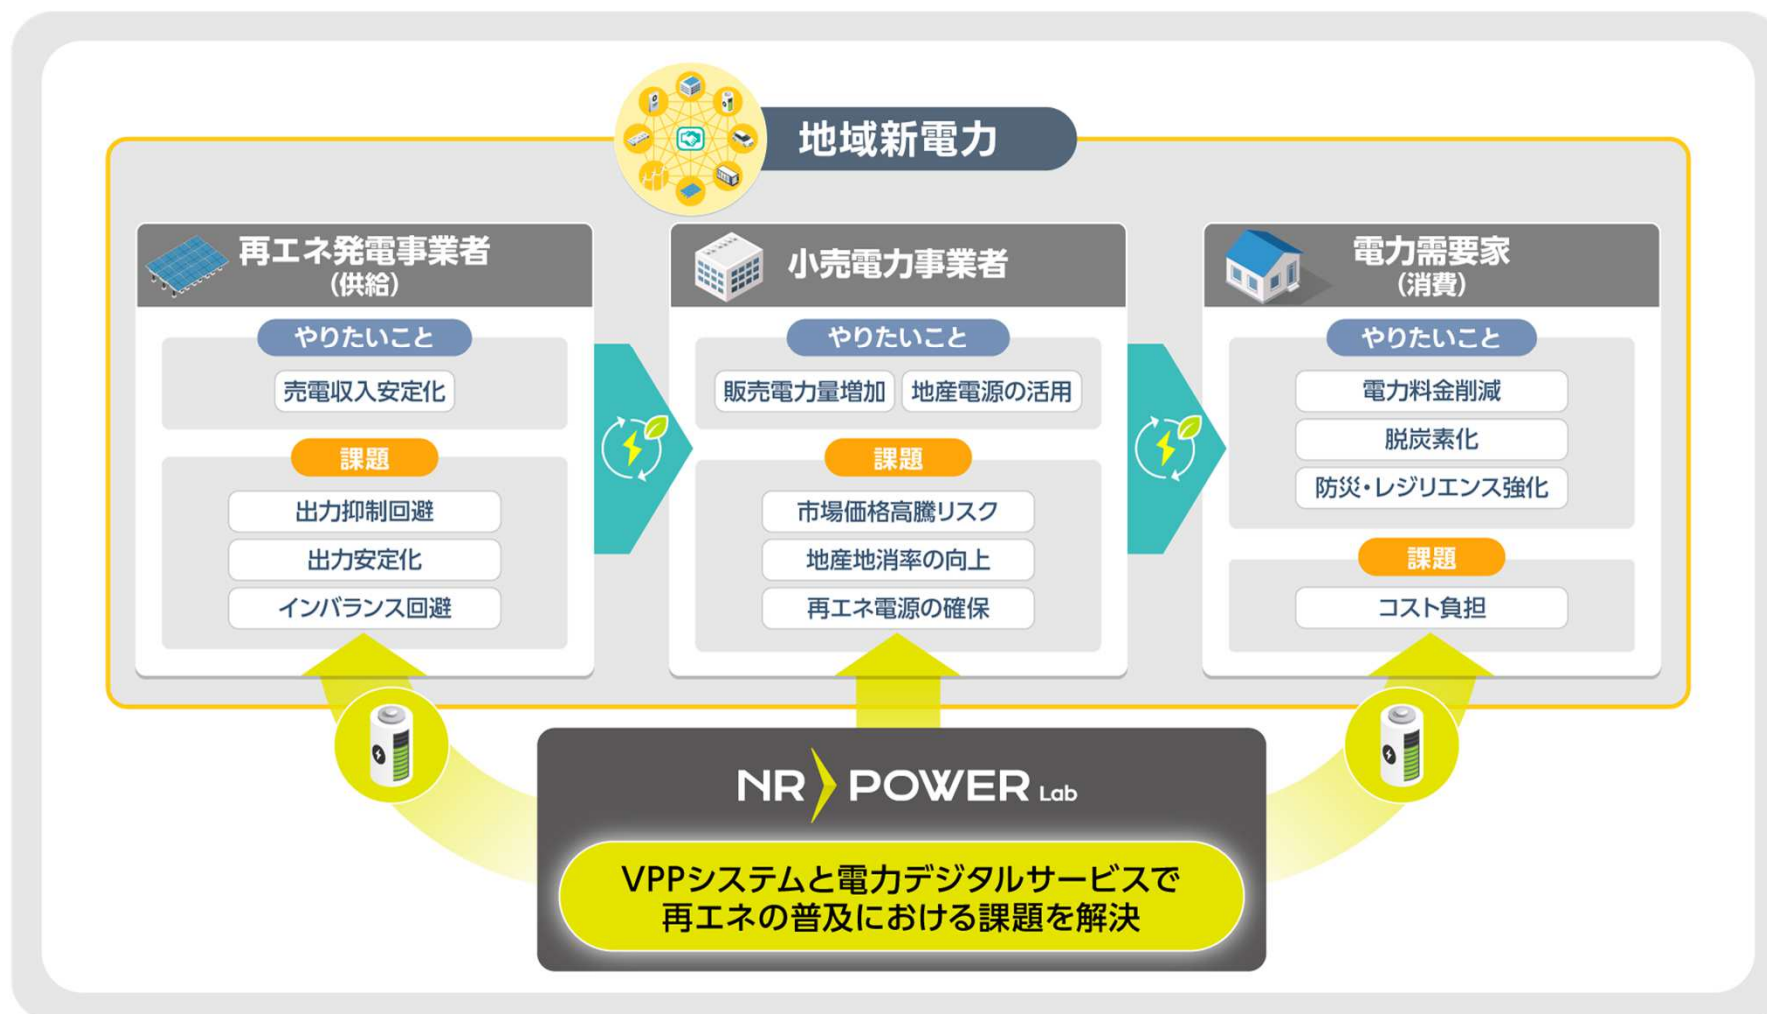 地域新電力
再エネ発電事業者
(供給)
やりたいこと
売電収入安定化
課題
出力抑制回避
出力安定化
インバランス回避
小売電力事業者
やりたいこと
販売電力量増加 地産電源の活用
課題
市場価格高騰リスク
地産地消率の向上
再エネ電源の確保
電力需要家
(消費)
やりたいこと
電力料金削減
脱炭素化
防災・レジリエンス強化
課題
コスト負担
NR POWER Lab
VPPシステムと電力デジタルサービスで
再エネの普及における課題を解決